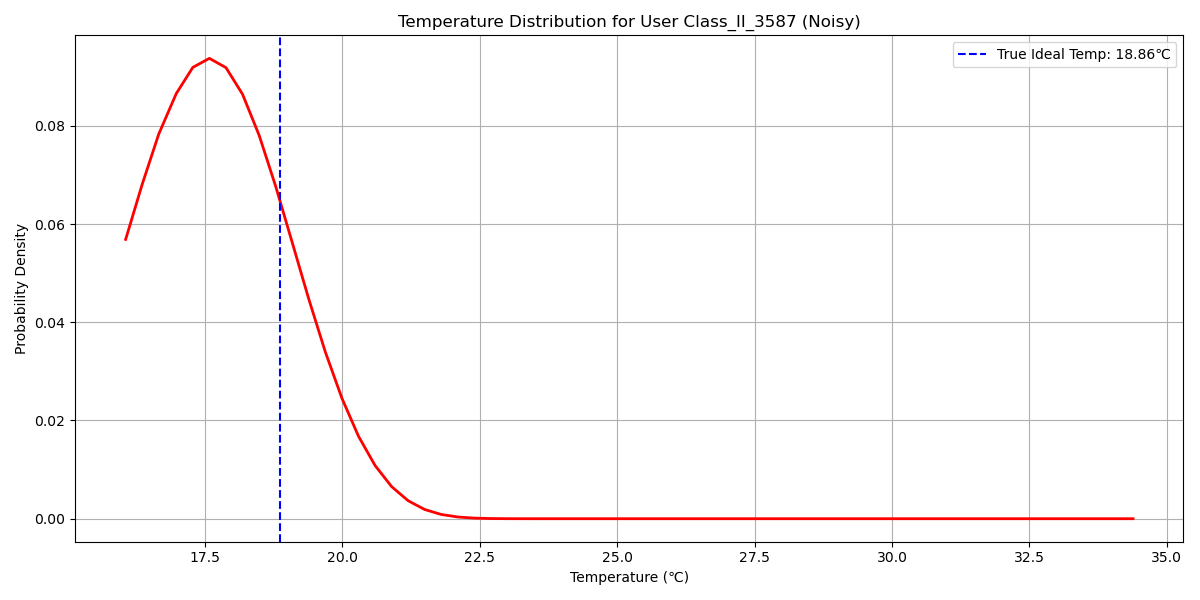 Temperature Distribution for User Class_II_3587 (Noisy)
True Ideal Temp: 18.86℃
Probability Density
0.08
0.06
0.04
0.02
0.00
17.5 20.0 22.5 25.0 27.5 30.0 32.5 35.0
Temperature (℃)